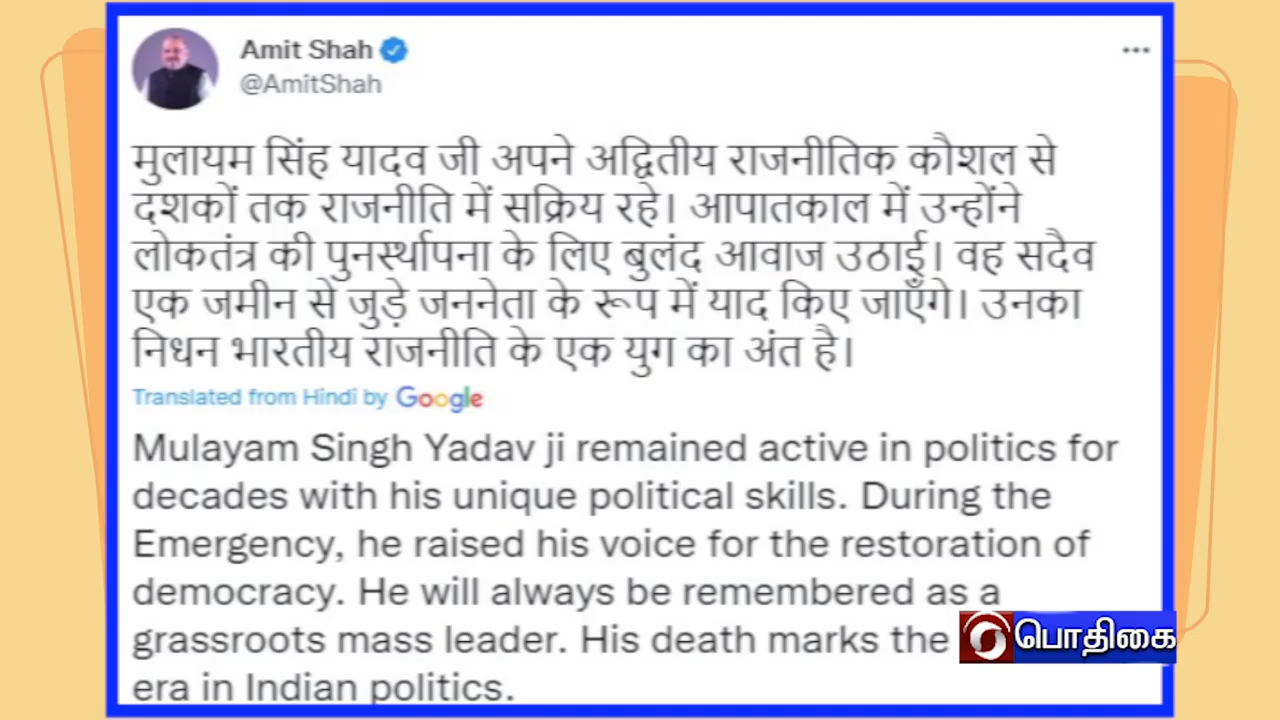 Amit Shah
@AmitShah
मुलायम सिंह यादव जी अपने अद्वितीय राजनीतिक कौशल से
दशकों तक राजनीति में सक्रिय रहे। आपातकाल में उन्होंने
लोकतंत्र की पुनर्स्थापना के लिए बुलंद आवाज उठाई। वह सदैव
एक जमीन से जुड़े जननेता के रूप में याद किए जाएँगे। उनका
निधन भारतीय राजनीति के एक युग का अंत है।
Translated from Hindi by Google
Mulayam Singh Yadav ji remained active in politics for
decades with his unique political skills. During the
Emergency, he raised his voice for the restoration of
democracy. He will always be remembered as a
grassroots mass leader. His death marks the
பொதிகை
era in Indian politics.